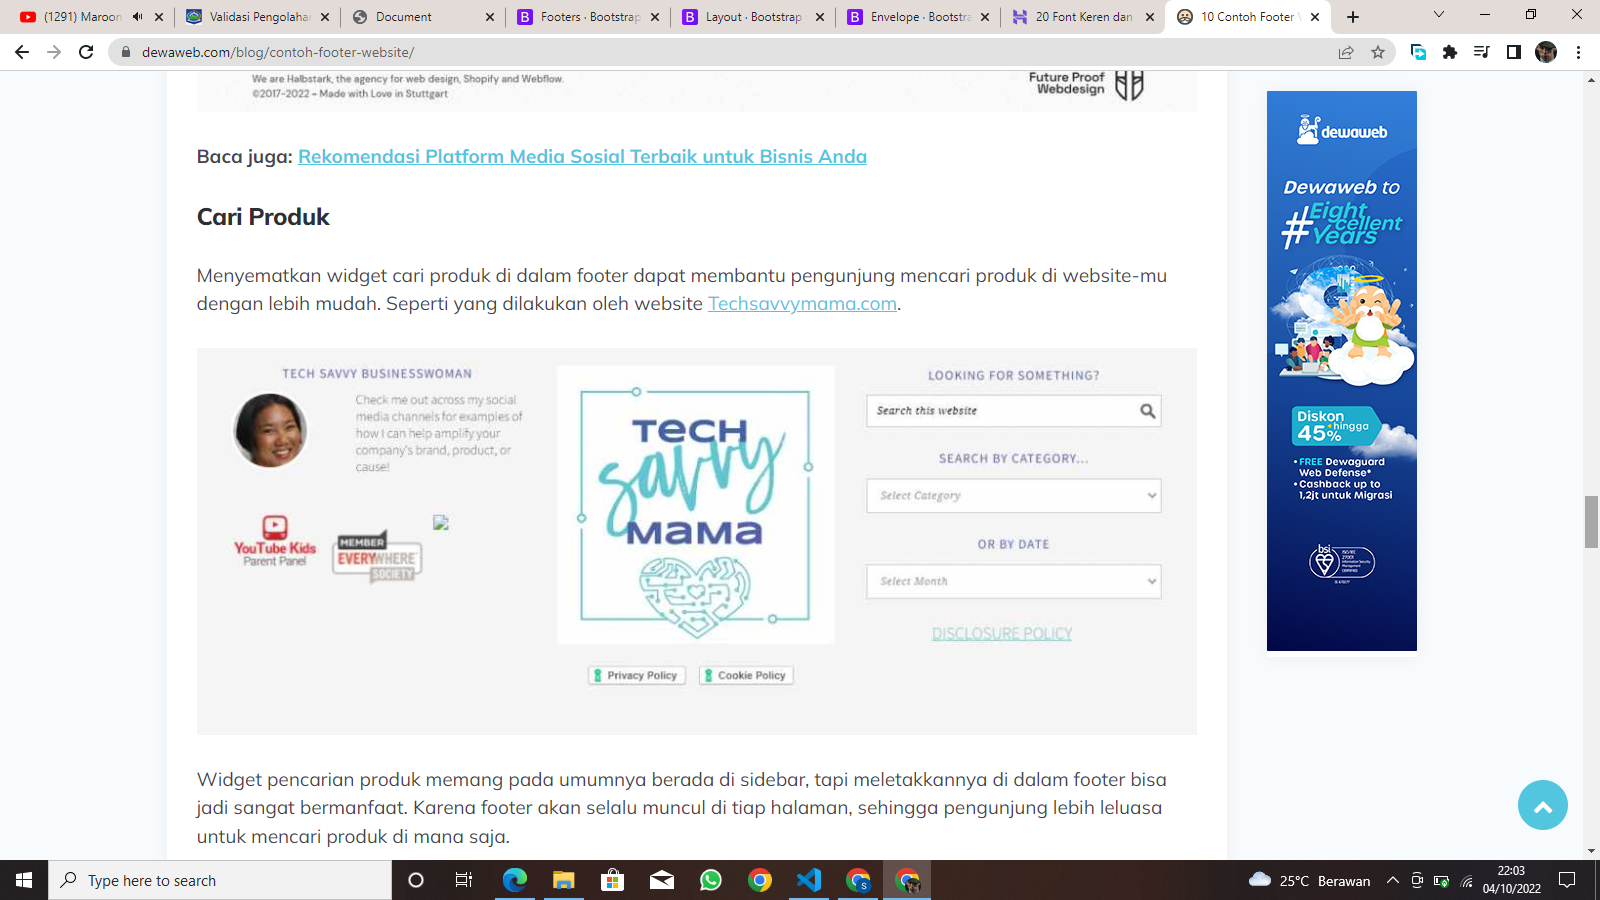 (1291) Maroon
Validasi Pengolaha
Document
Footers · Bootstrap
Layout · Bootstrap
Envelope · Bootstra
20 Font Keren dan
10 Contoh Footer
dewaweb.com/blog/contoh-footer-website/
We are Halbstark, the agency for web design, Shopify and Webflow.
©2017-2022 – Made with Love in Stuttgart
Future Proof
Webdesign
Baca juga: Rekomendasi Platform Media Sosial Terbaik untuk Bisnis Anda
Cari Produk
Menyematkan widget cari produk di dalam footer dapat membantu pengunjung mencari produk di website-mu
dengan lebih mudah. Seperti yang dilakukan oleh website Techsavvymama.com.
TECH SAVVY BUSINESSWOMAN
Check me out across my social
media channels for examples of
how I can help amplify your
company's brand, product, or
cause!
YouTube Kids
Parent Panel
MEMBER
EVERYWHERE
SOCIETY
TECH
savvy
MAMA
Privacy Policy
Cookie Policy
LOOKING FOR SOMETHING?
Search this website
SEARCH BY CATEGORY...
Select Category
OR BY DATE
Select Month
DISCLOSURE POLICY
Widget pencarian produk memang pada umumnya berada di sidebar, tapi meletakkannya di dalam footer bisa
jadi sangat bermanfaat. Karena footer akan selalu muncul di tiap halaman, sehingga pengunjung lebih leluasa
untuk mencari produk di mana saja.
dewaweb
Dewaweb to
#Eight
cellent
Years
Diskon
hingga
45%
• FREE Dewaguard
Web Defense*
• Cashback up to
1,2jt untuk Migrasi
bsi
ISO/IEC
27001
Type here to search
25°C Berawan
22:03
04/10/2022